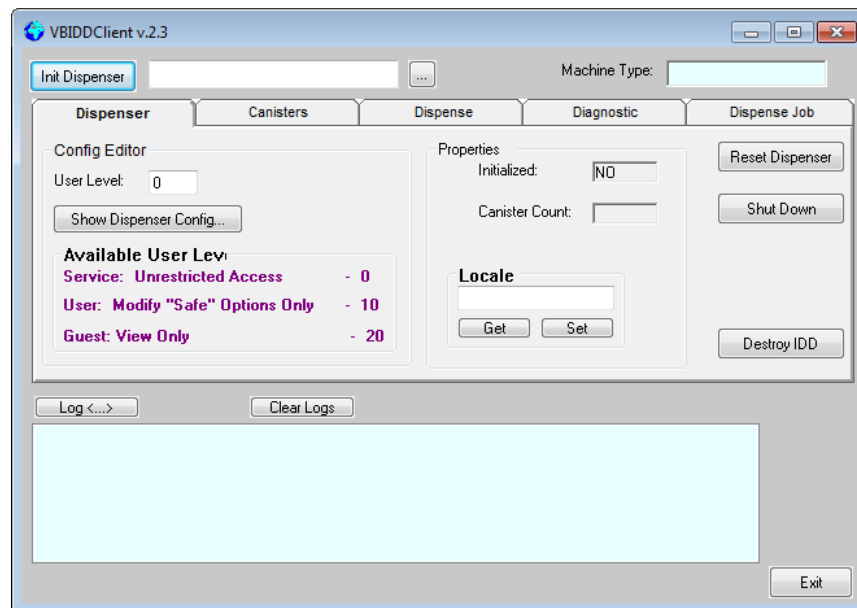 VBIDDClient v.2.3
Init Dispenser
...
Machine Type:
Dispenser Canisters Dispense Diagnostic Dispense Job
Config Editor
User Level: 0
Show Dispenser Config...
Available User Lev
Service: Unrestricted Access - 0
User: Modify "Safe" Options Only - 10
Guest: View Only - 20
Properties
Initialized: NO
Canister Count:
Locale
Get Set
Reset Dispenser
Shut Down
Destroy IDD
Log <...> Clear Logs
Exit